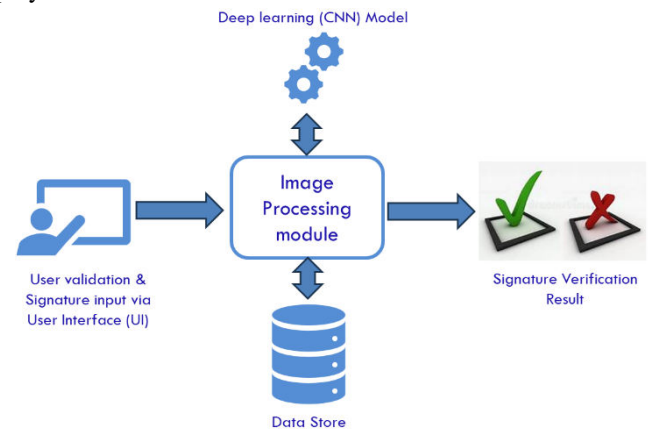 Deep learning (CNN) Model
Image
Processing
module
User validation &
Signature input via
User Interface (UI)
Signature Verification
Result
Data Store